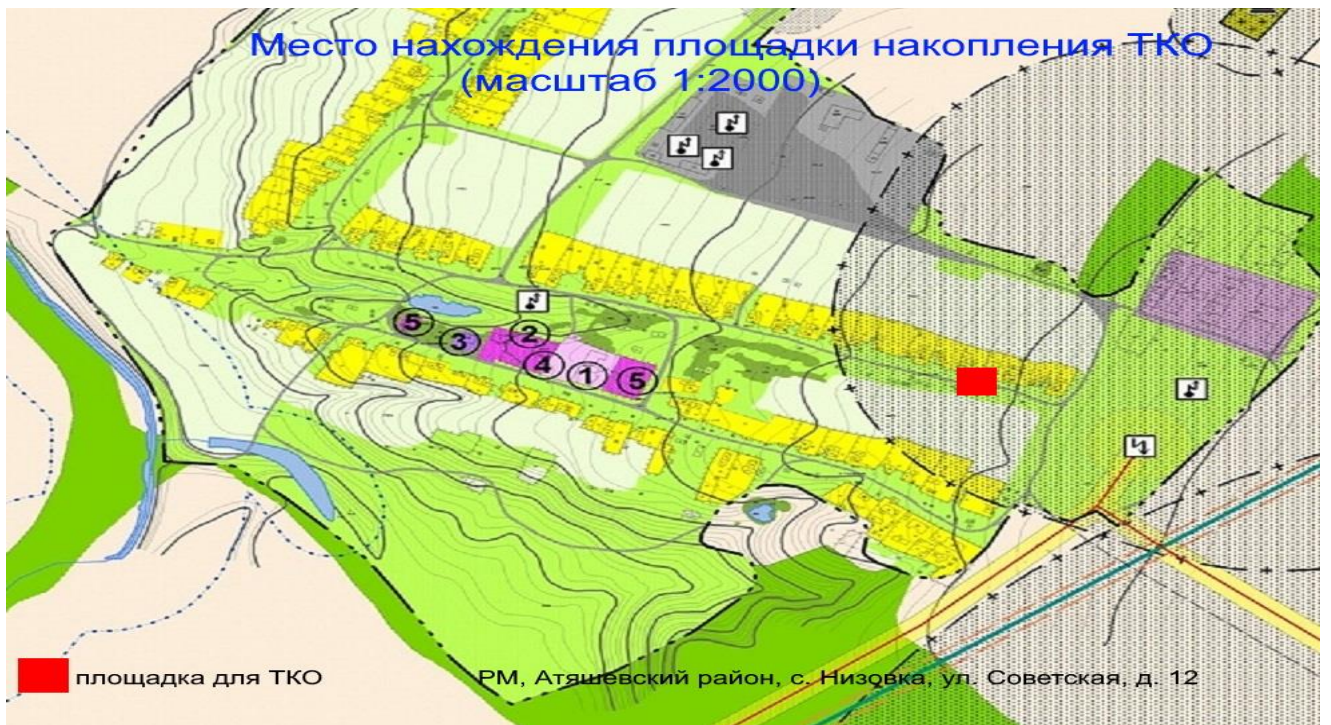 Место нахождения площадки накопления ТКО
(масштаб 1:2000)
5
3
2
4
1
5
площадка для ТКО
РМ, Атяшевский район, с. Низовка, ул. Советская, д. 12